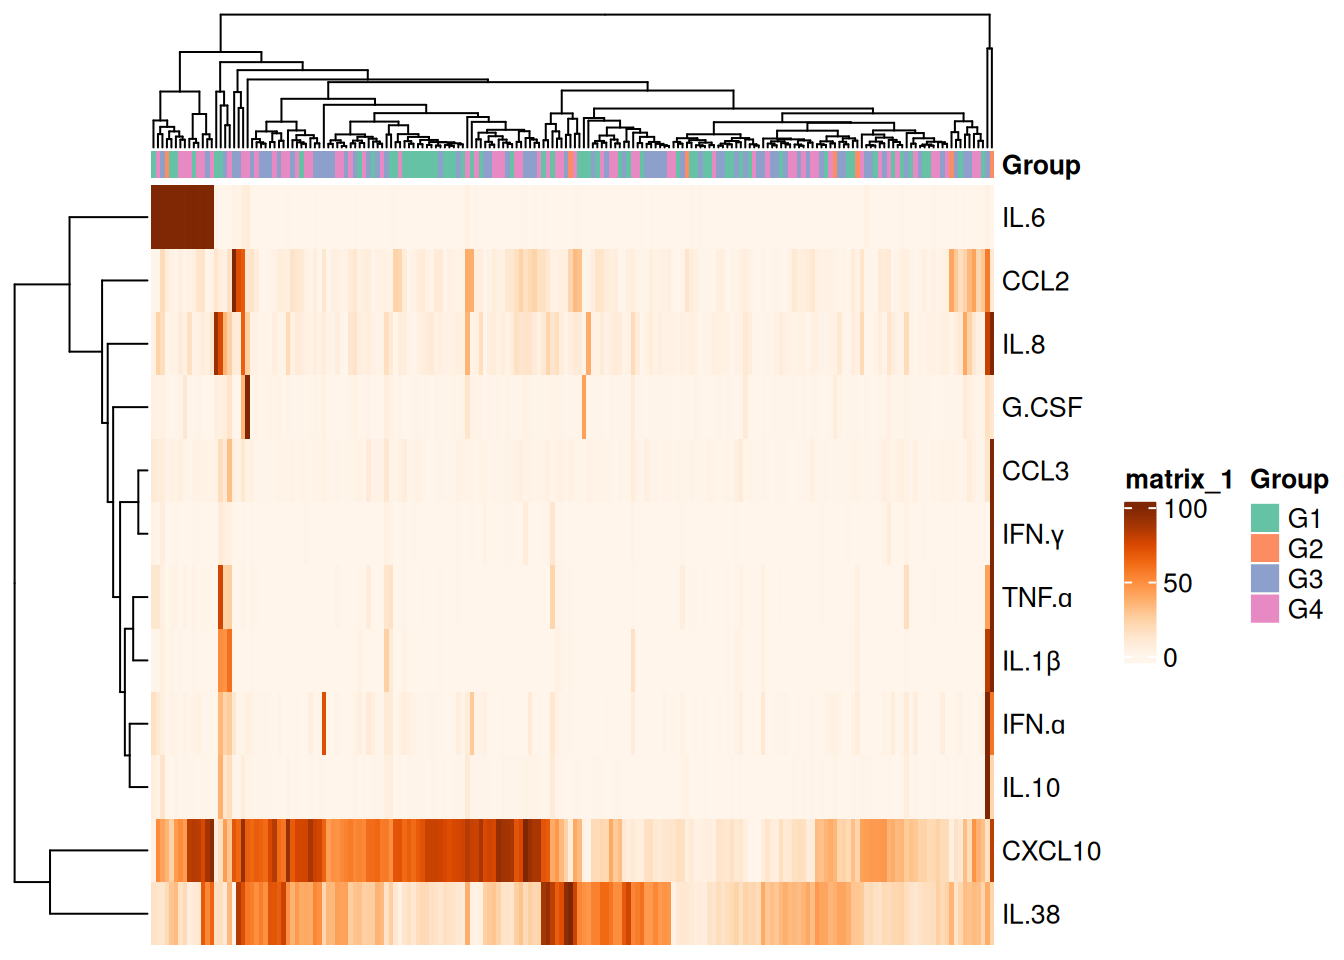 Group
IL.6
CCL2
IL.8
G.CSF
CCL3
IFN.γ
TNF.α
IL.1β
IFN.α
IL.10
CXCL10
IL.38
matrix_1
100
50
0
Group
G1
G2
G3
G4